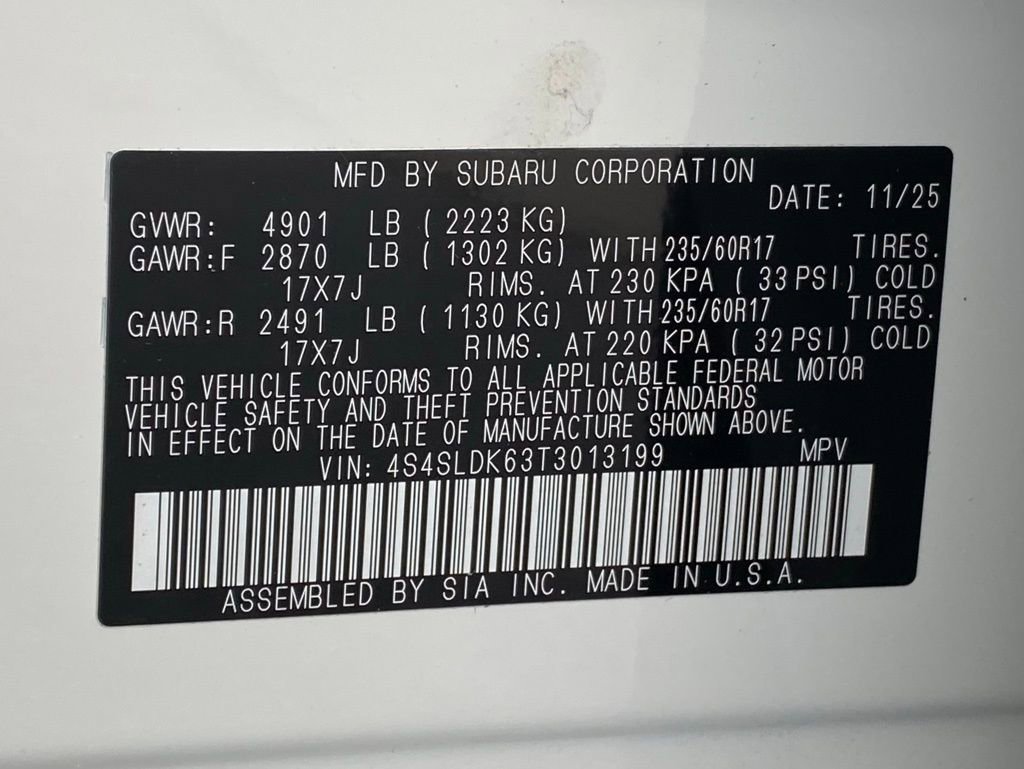 MFD BY SUBARU CORPORATION
DATE: 11/25
GVWR: 4901 LB ( 2223 KG)
GAWR:F 2870 LB ( 1302 KG) WITH 235/60R17 TIRES.
17X7J RIMS. AT 230 KPA ( 33 PSI) COLD
GAWR:R 2491 LB ( 1130 KG) WITH 235/60R17 TIRES.
17X7J RIMS. AT 220 KPA ( 32 PSI) COLD
THIS VEHICLE CONFORMS TO ALL APPLICABLE FEDERAL MOTOR
VEHICLE SAFETY AND THEFT PREVENTION STANDARDS
IN EFFECT ON THE DATE OF MANUFACTURE SHOWN ABOVE.
VIN: 4S4SLDK63T3013199 MPV
ASSEMBLED BY SIA INC. MADE IN U.S.A.